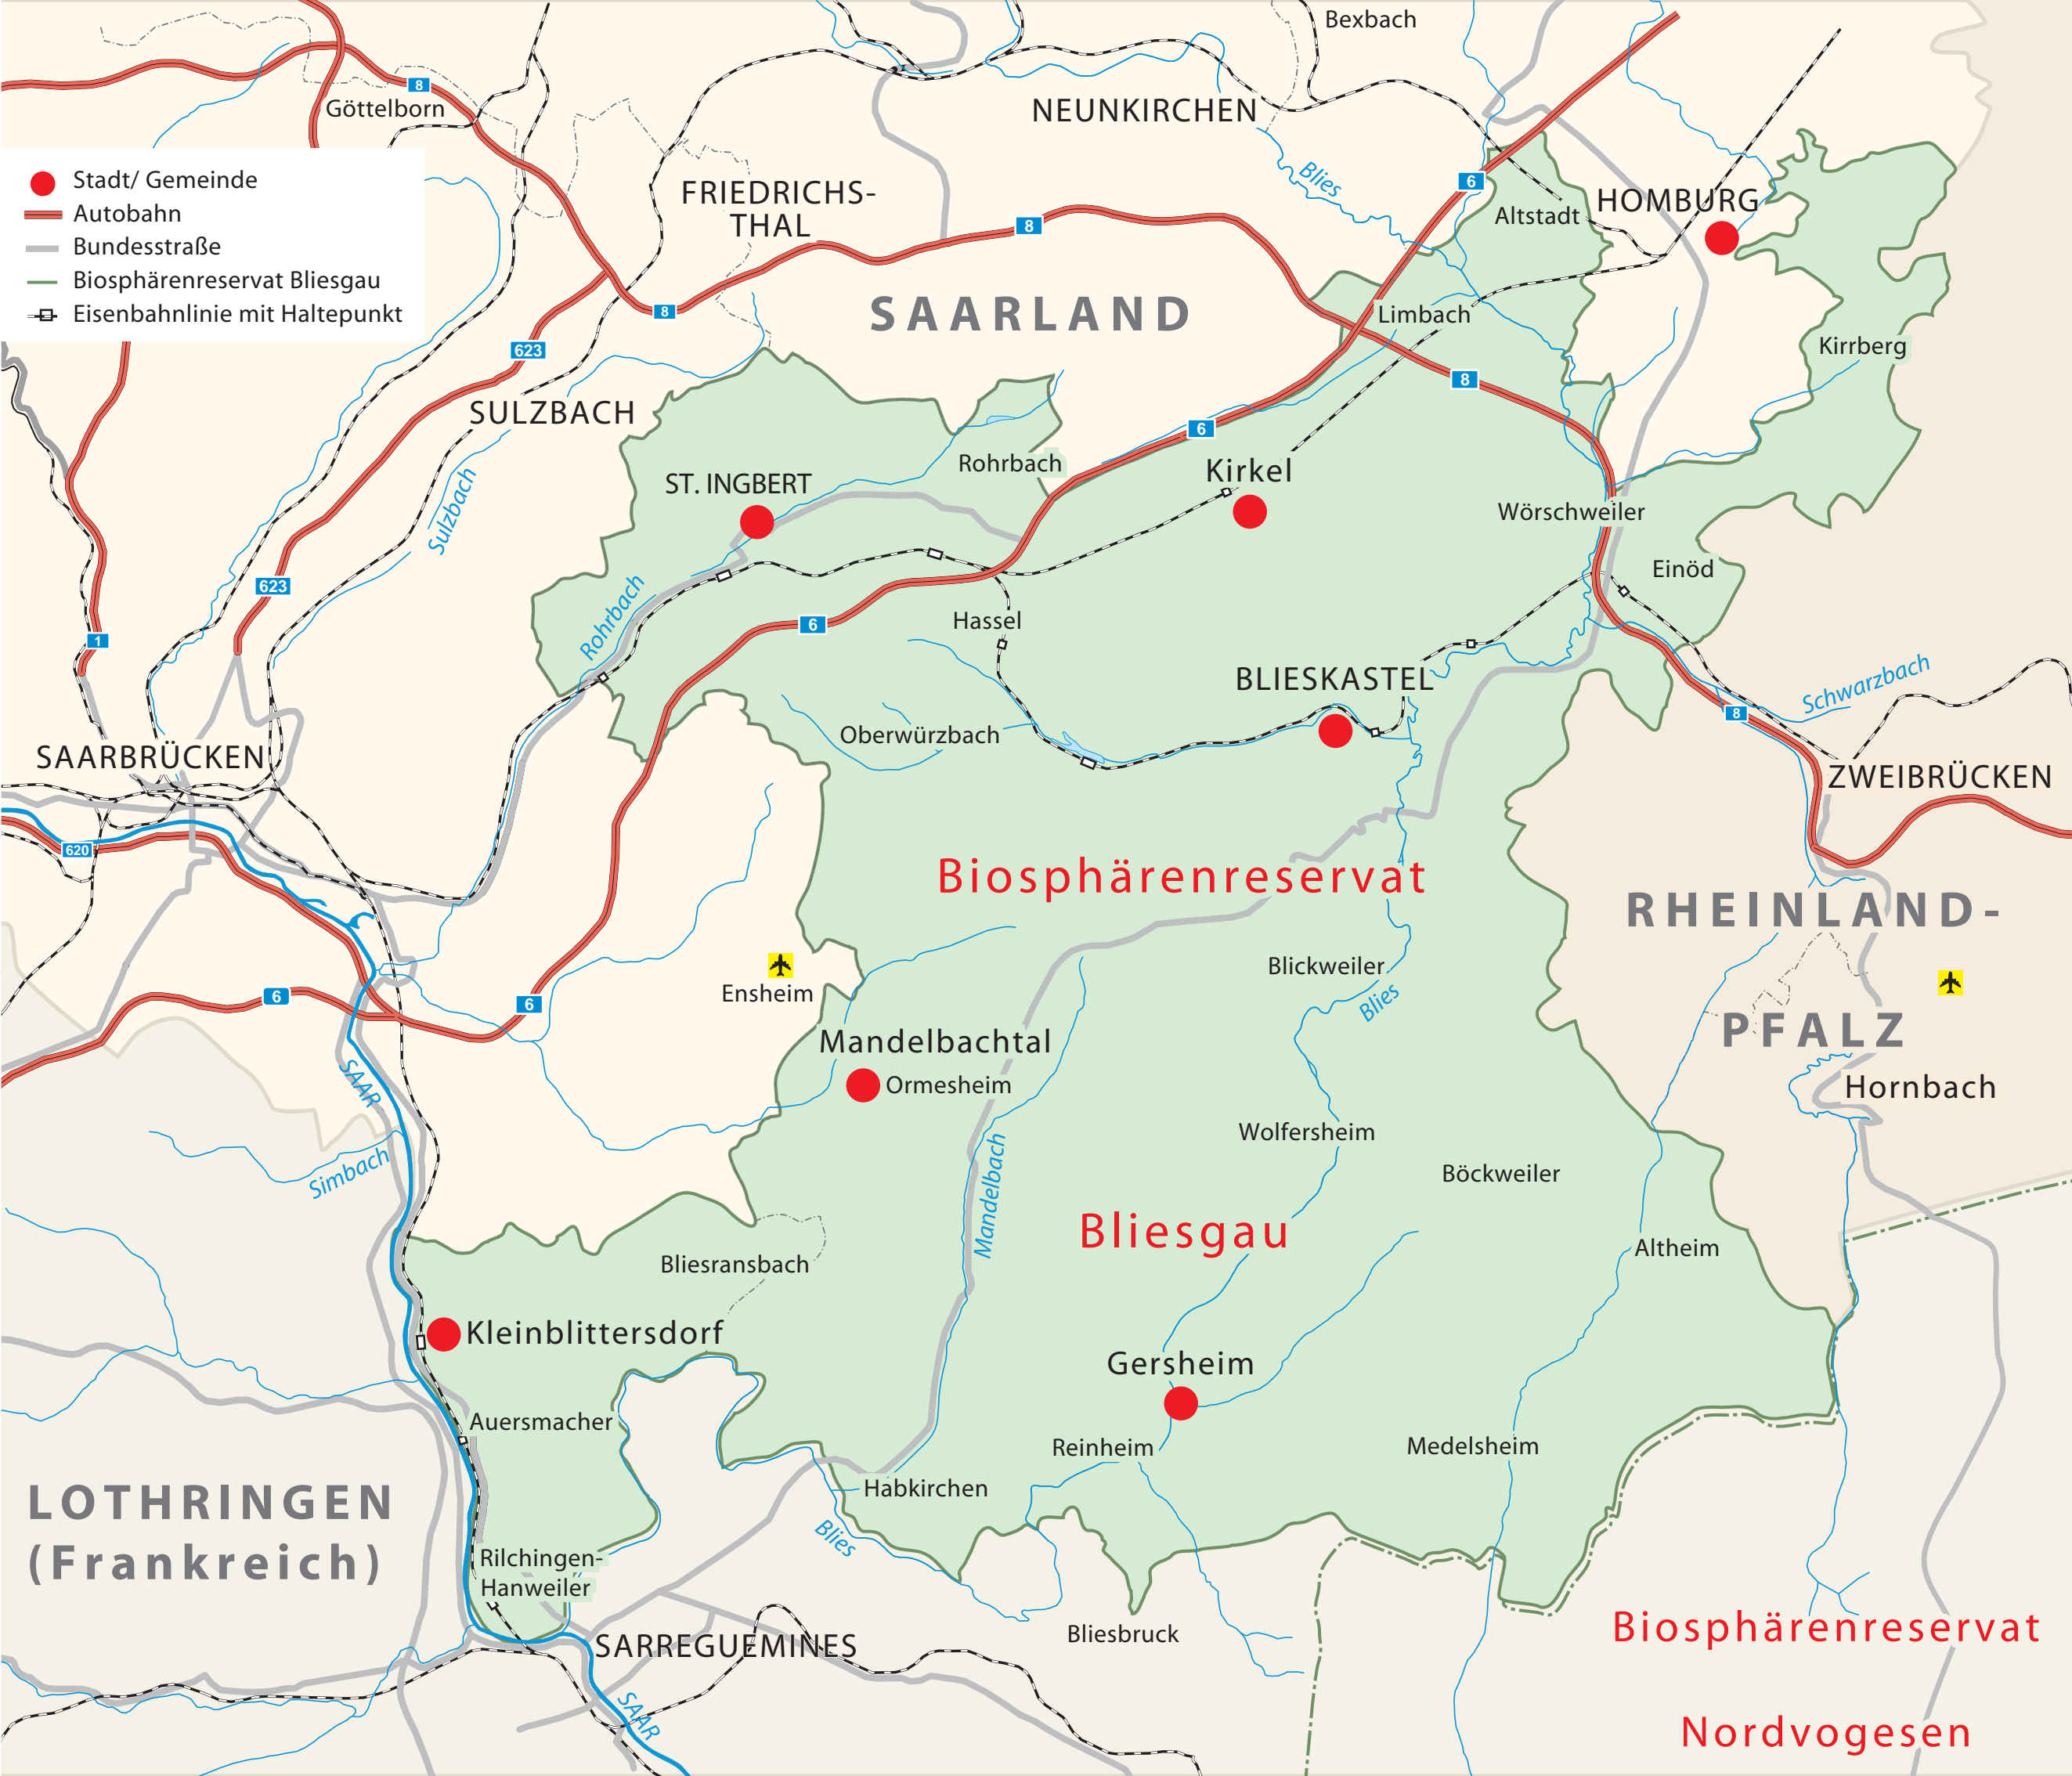 Bexbach
8
Göttelborn
NEUNKIRCHEN
Stadt/ Gemeinde
Autobahn
Bundesstraße
Biosphärenreservat Bliesgau
Eisenbahnlinie mit Haltepunkt
FRIEDRICHS-
THAL
Blies
6
HOMBURG
Altstadt
8
8
SAARLAND
Limbach
Kirrberg
623
8
SULZBACH
6
Rohrbach
Kirkel
ST. INGBERT
Sulzbach
Wörschweiler
Einöd
623
Rohrbach
6
Hassel
1
BLIESKASTEL
Schwarzbach
8
Oberwürzbach
SAARBRÜCKEN
ZWEIBRÜCKEN
620
Biosphärenreservat
RHEINLAND-
Blickweiler
Ensheim
Blies
6
6
PFALZ
Mandelbachtal
Ormesheim
SAAR
Hornbach
Wolfersheim
Simbach
Böckweiler
Mandelbach
Bliesgau
Altheim
Bliesransbach
Kleinblittersdorf
Gersheim
Auersmacher
Reinheim
Medelsheim
Habkirchen
LOTHRINGEN
(Frankreich)
Blies
Rilchingen-
Hanweiler
Bliesbruck
SARREGUEMINES
Biosphärenreservat
SAAR
Nordvogesen